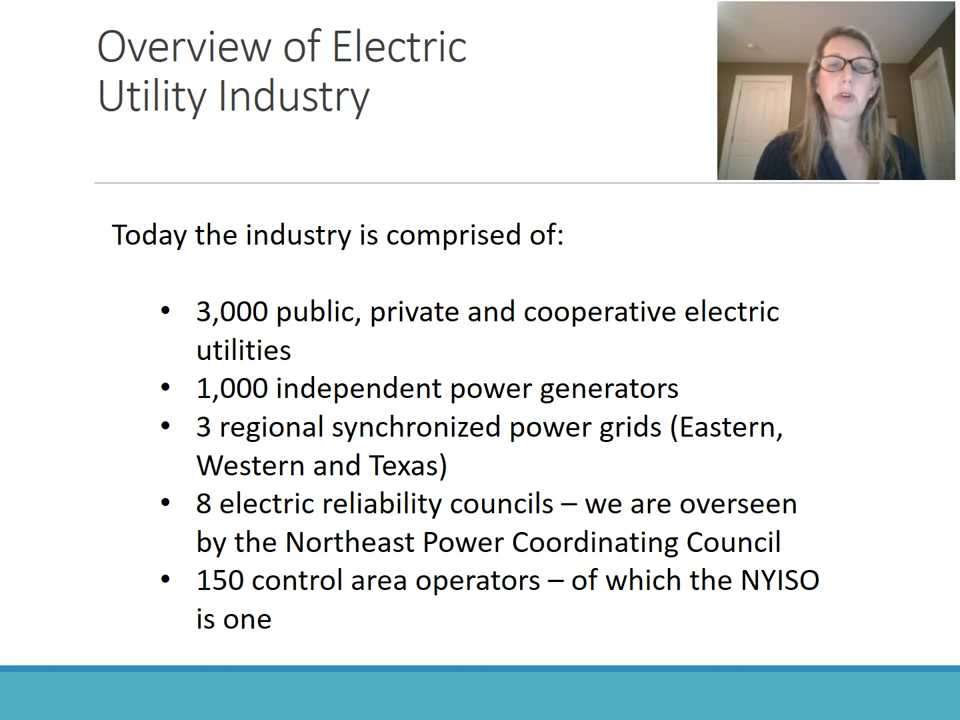 Overview of Electric
Utility Industry
Today the industry is comprised of:
• 3,000 public, private and cooperative electric
utilities
• 1,000 independent power generators
• 3 regional synchronized power grids (Eastern,
Western and Texas)
• 8 electric reliability councils – we are overseen
by the Northeast Power Coordinating Council
• 150 control area operators – of which the NYISO
is one